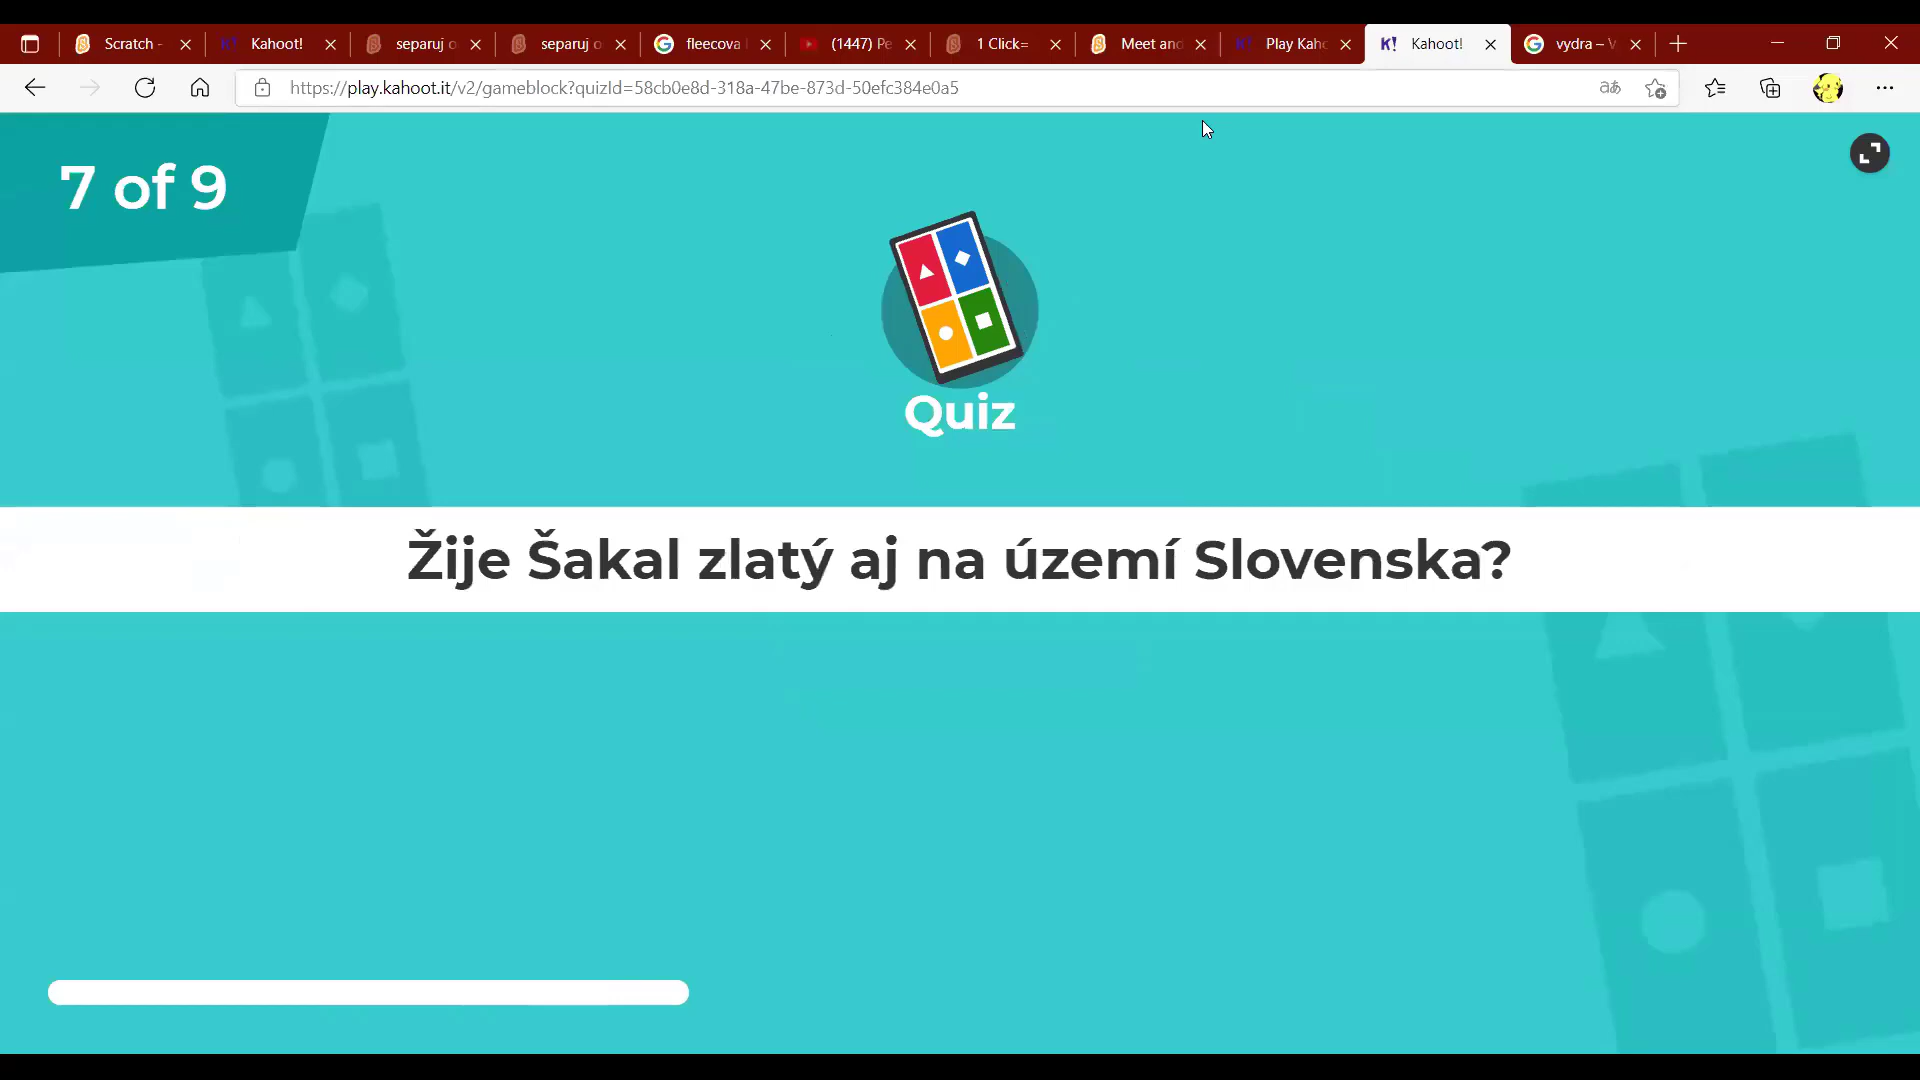 Scratch -
Kahoot!
separuj o
separuj o
fleecova
(1447) Pe
1 Click=
Meet and
Play Kaho
Kahoot!
vydra – V
https://play.kahoot.it/v2/gameblock?quizId=58cb0e8d-318a-47be-873d-50efc384e0a5
7 of 9
Quiz
Žije Šakal zlatý aj na území Slovenska?